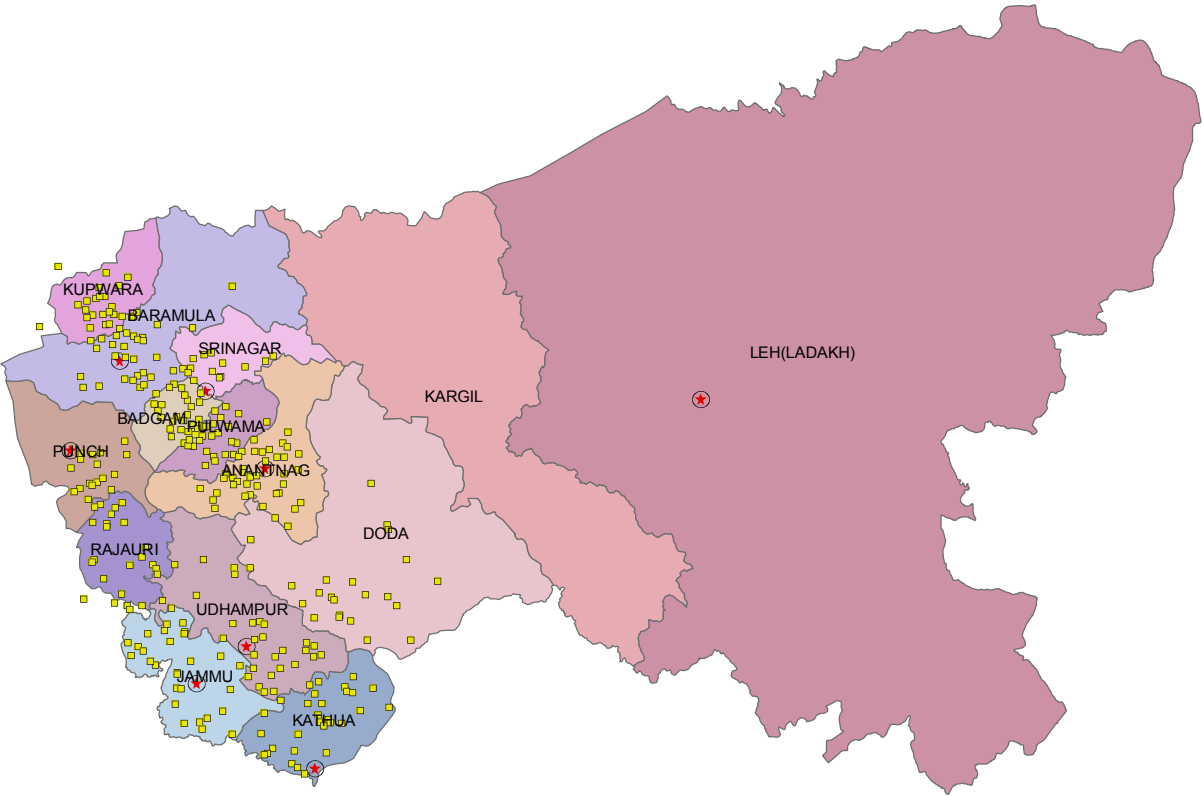 KUPWARA
BARAMULA
SRINAGAR
LEH(LADAKH)
KARGIL
BADGAM
PULWAMA
PUNCH
ANANTNAG
DODA
RAJAURI
UDHAMPUR
JAMMU
KATHUA